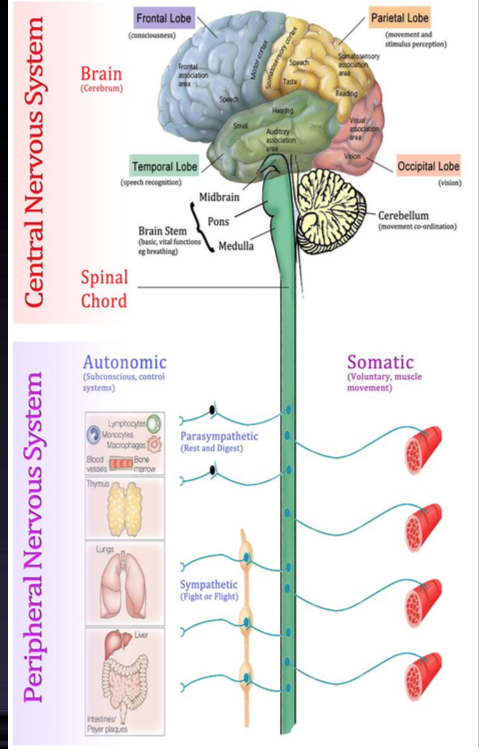 Central Nervous System
Frontal Lobe
(consciousness)
Parietal Lobe
(movement and
stimulus perception)
Brain
(Cerebrum)
Frontal
association
area
Motor cortex
Somatosensory cortex
Speech
Taste
Somatosensory
association
area
Reading
Speech
Hearing
Smell
Auditory
association
area
Visual
association
area
Vision
Temporal Lobe
(speech recognition)
Occipital Lobe
(vision)
Midbrain
Pons
Medulla
Brain Stem
(basic, vital functions
eg breathing)
Cerebellum
(movement co-ordination)
Spinal
Chord
Peripheral Nervous System
Autonomic
(Subconscious, control
systems)
Somatic
(Voluntary, muscle
movement)
Lymphocytes
Monocytes
Macrophages
Blood
vessels
Bone
marrow
Parasympathetic
(Rest and Digest)
Thymus
Lungs
Sympathetic
(Fight or Flight)
Liver
Intestines/
Peyer plaques